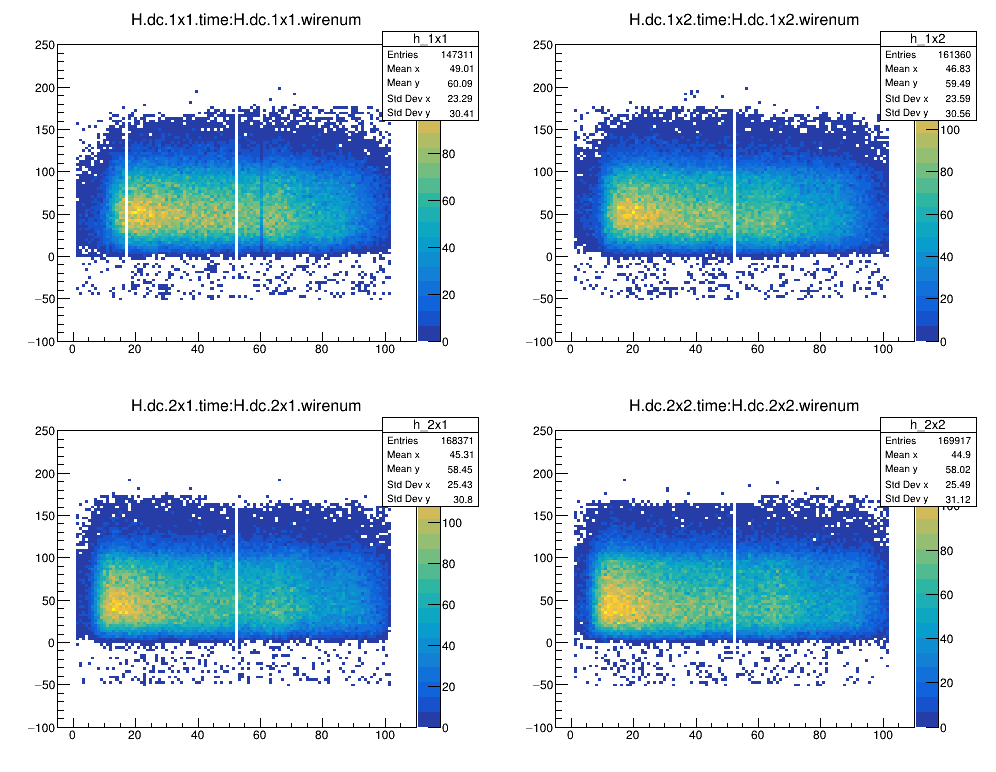 H.dc.1x1.time:H.dc.1x1.wirenum
h_1x1
Entries 147311
Mean x 49.01
Mean y 60.09
Std Dev x 23.29
Std Dev y 30.41
250
200
150
100
50
0
−50
−100
0 20 40 60 80 100
80
60
40
20
0
H.dc.1x2.time:H.dc.1x2.wirenum
h_1x2
Entries 161360
Mean x 46.83
Mean y 59.49
Std Dev x 23.59
Std Dev y 30.56
250
200
150
100
50
0
−50
−100
0 20 40 60 80 100
100
80
60
40
20
0
H.dc.2x1.time:H.dc.2x1.wirenum
h_2x1
Entries 168371
Mean x 45.31
Mean y 58.45
Std Dev x 25.43
Std Dev y 30.8
250
200
150
100
50
0
−50
−100
0 20 40 60 80 100
100
80
60
40
20
0
H.dc.2x2.time:H.dc.2x2.wirenum
h_2x2
Entries 169917
Mean x 44.9
Mean y 58.02
Std Dev x 25.49
Std Dev y 31.12
250
200
150
100
50
0
−50
−100
0 20 40 60 80 100
100
80
60
40
20
0